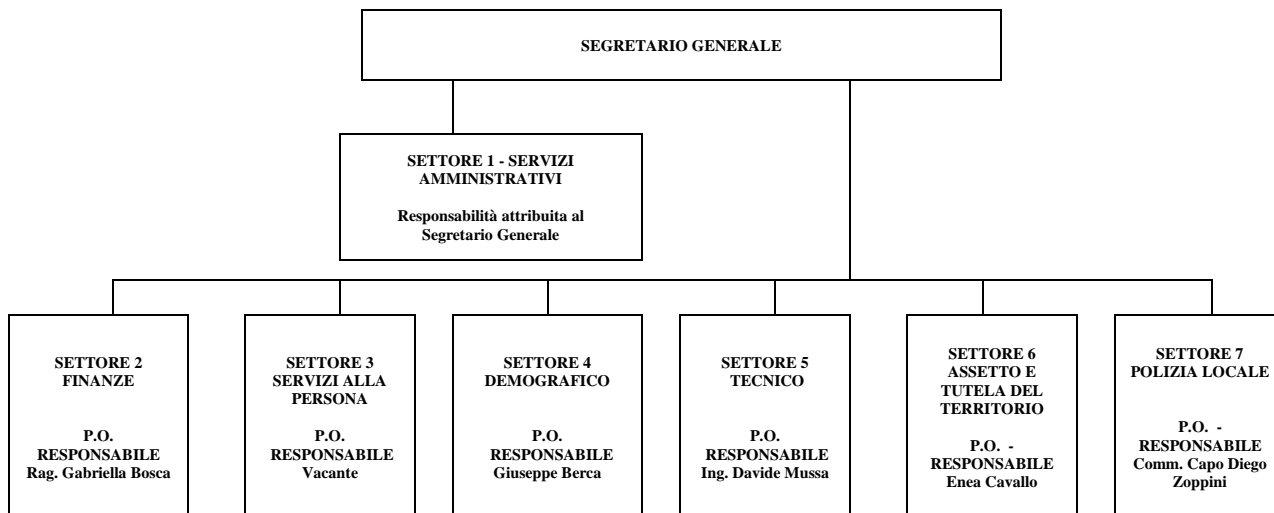 SEGRETARIO GENERALE
SETTORE 1 - SERVIZI
AMMINISTRATIVI
Responsabilità attribuita al
Segretario Generale
SETTORE 2
FINANZE
P.O.
RESPONSABILE
Rag. Gabriella Bosca
SETTORE 3
SERVIZI ALLA
PERSONA
P.O.
RESPONSABILE
Vacante
SETTORE 4
DEMOGRAFICO
P.O.
RESPONSABILE
Giuseppe Berca
SETTORE 5
TECNICO
P.O.
RESPONSABILE
Ing. Davide Mussa
SETTORE 6
ASSETTO E
TUTELA DEL
TERRITORIO
P.O. -
RESPONSABILE
Enea Cavallo
SETTORE 7
POLIZIA LOCALE
P.O. -
RESPONSABILE
Comm. Capo Diego
Zoppini